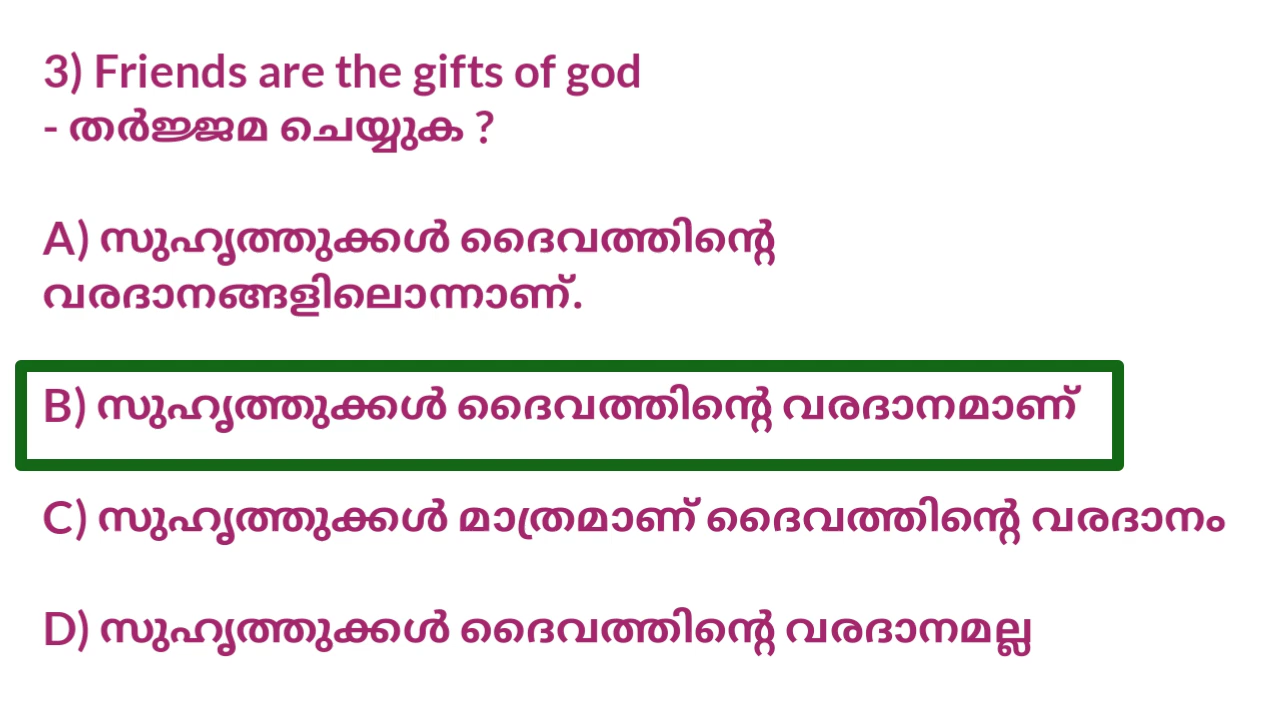 3) Friends are the gifts of god
- തർജ്ജമ ചെയ്യുക ?
A) സുഹൃത്തുക്കൾ ദൈവത്തിന്റെ
വരദാനങ്ങളിലൊന്നാണ്.
B) സുഹൃത്തുക്കൾ ദൈവത്തിന്റെ വരദാനമാണ്
C) സുഹൃത്തുക്കൾ മാത്രമാണ് ദൈവത്തിന്റെ വരദാനം
D) സുഹൃത്തുക്കൾ ദൈവത്തിന്റെ വരദാനമല്ല